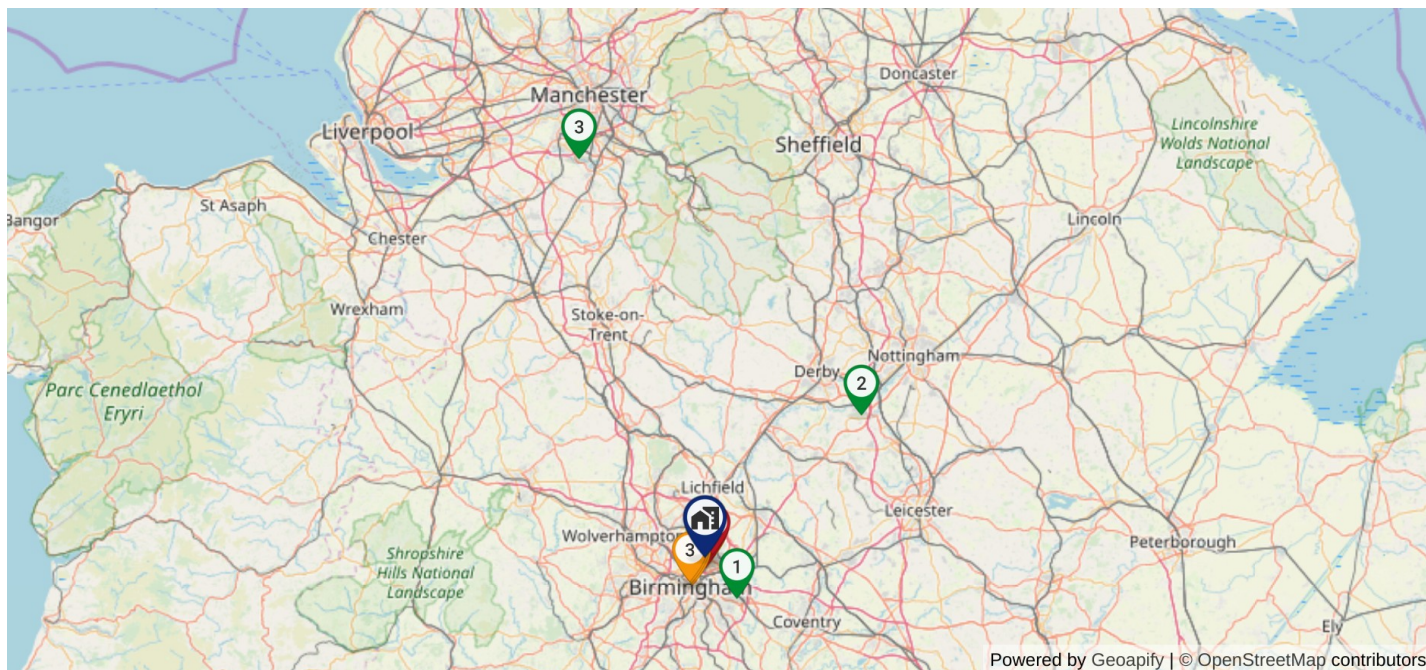 Doncaster
Manchester
3
Liverpool
Sheffield
Lincolnshire
Wolds National
Landscape
St Asaph
Bangor
Lincoln
Chester
Wrexham
Stoke-on-
Trent
Nottingham
Derby
2
Parc Cenedlaethol
Eryri
Lichfield
Leicester
Wolverhampton
3
Peterborough
Shropshire
Hills National
Landscape
1
Birmingham
Coventry
Ely
Powered by Geoapify | © OpenStreetMap contributors